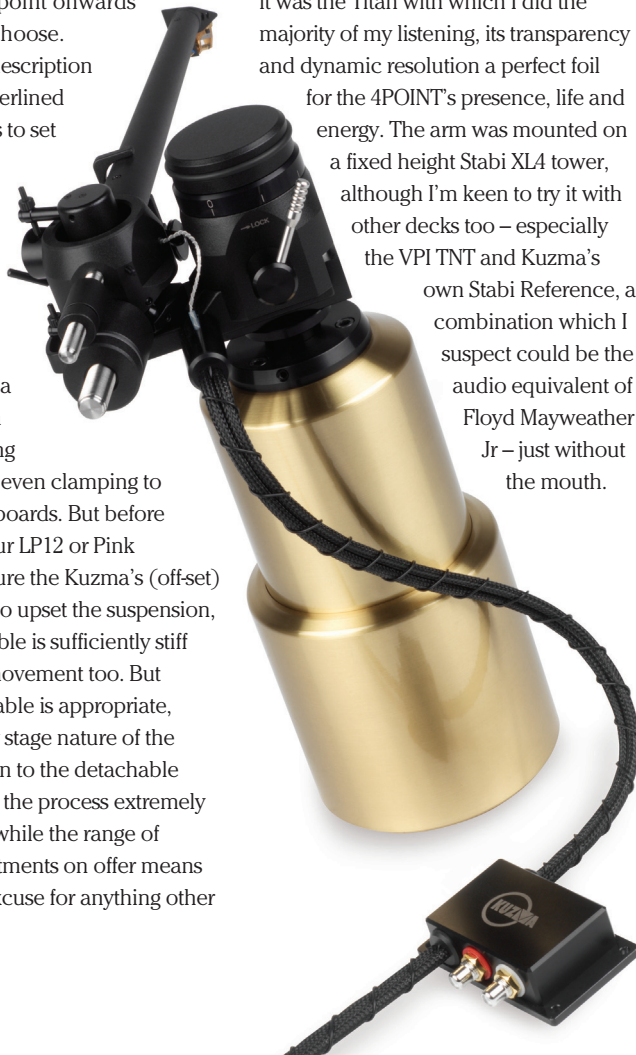 point onwards
hoose.
escription
erlined
s to set
a
ng
even clamping to
boards. But before
ur LP12 or Pink
ure the Kuzma's (off-set)
o upset the suspension,
ble is sufficiently stiff
novement too. But
able is appropriate,
stage nature of the
n to the detachable
the process extremely
while the range of
tments on offer means
xcuse for anything other
it was the Titan with which I did the
majority of my listening, its transparency
and dynamic resolution a perfect foil
for the 4POINT's presence, life and
energy. The arm was mounted on
a fixed height Stabi XL4 tower,
although I'm keen to try it with
other decks too – especially
the VPI TNT and Kuzma's
own Stabi Reference, a
combination which I
suspect could be the
audio equivalent of
Floyd Mayweather
Jr – just without
the mouth.
0
LOCK
KUZMA